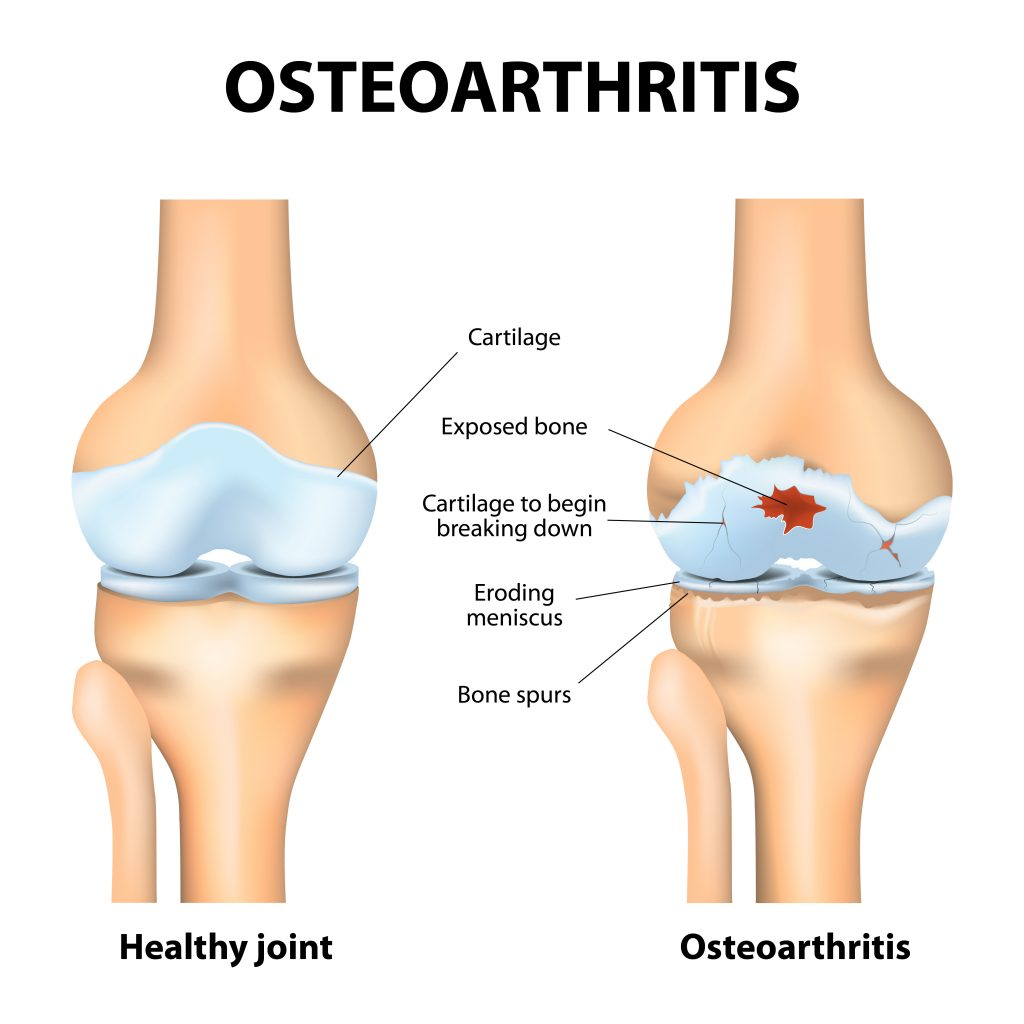 OSTEOARTHRITIS
Cartilage
Exposed bone
Cartilage to begin
breaking down
Eroding
meniscus
Bone spurs
Healthy joint
Osteoarthritis